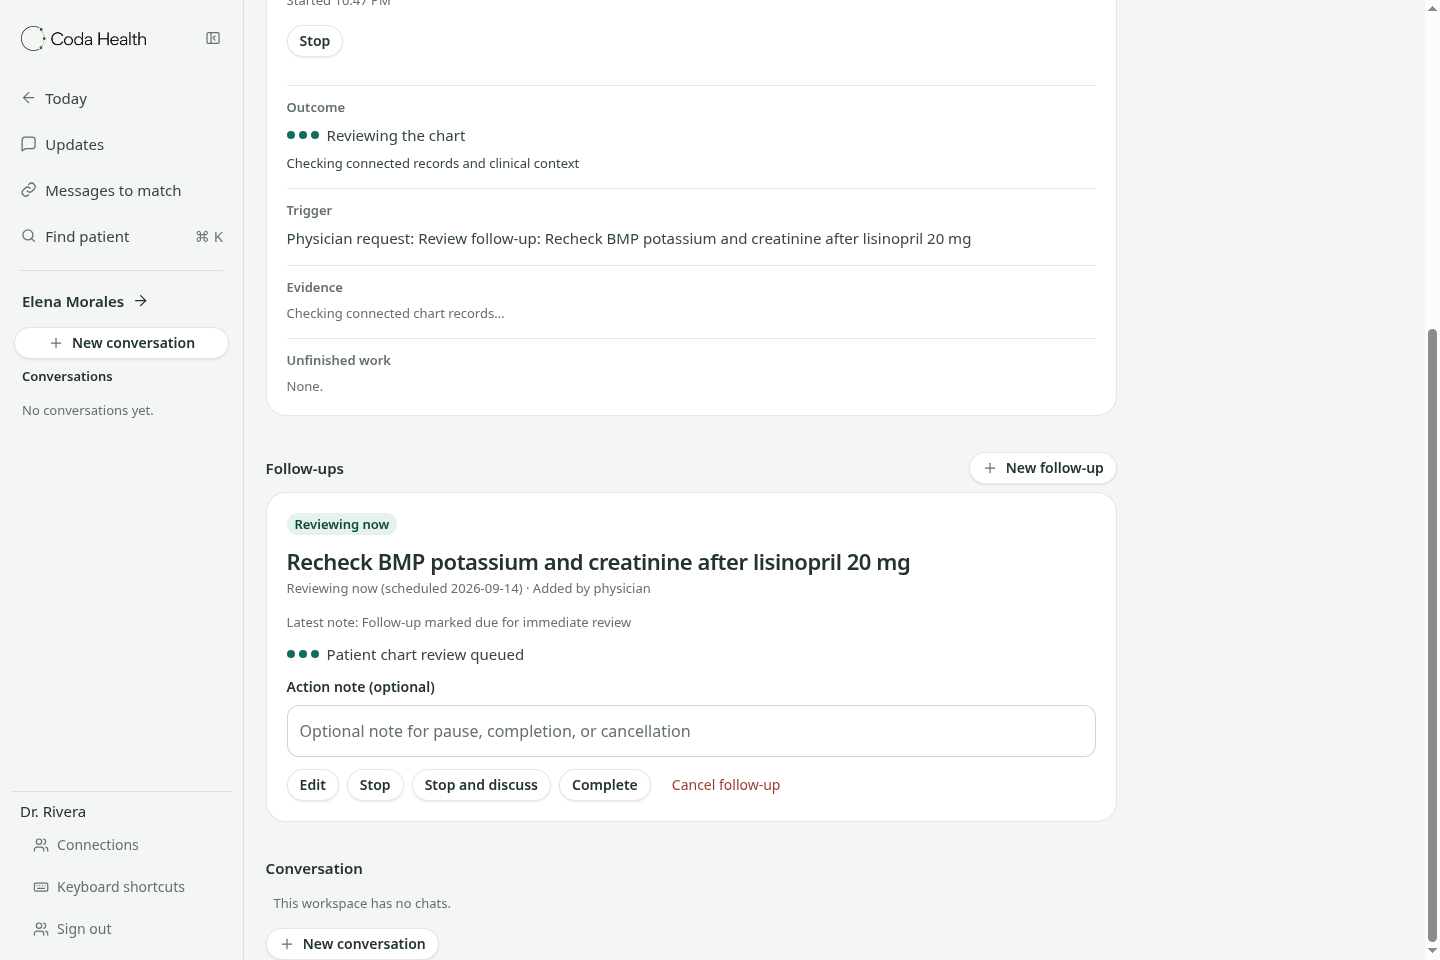 Coda Health
Today
Updates
Messages to match
Find patient ⌘ K
Elena Morales
New conversation
Conversations
No conversations yet.
Dr. Rivera
Connections
Keyboard shortcuts
Sign out
Started 10:47 PM
Stop
Outcome
Reviewing the chart
Checking connected records and clinical context
Trigger
Physician request: Review follow-up: Recheck BMP potassium and creatinine after lisinopril 20 mg
Evidence
Checking connected chart records...
Unfinished work
None.
Follow-ups
New follow-up
Reviewing now
Recheck BMP potassium and creatinine after lisinopril 20 mg
Reviewing now (scheduled 2026-09-14) · Added by physician
Latest note: Follow-up marked due for immediate review
Patient chart review queued
Action note (optional)
Optional note for pause, completion, or cancellation
Edit Stop Stop and discuss Complete Cancel follow-up
Conversation
This workspace has no chats.
New conversation